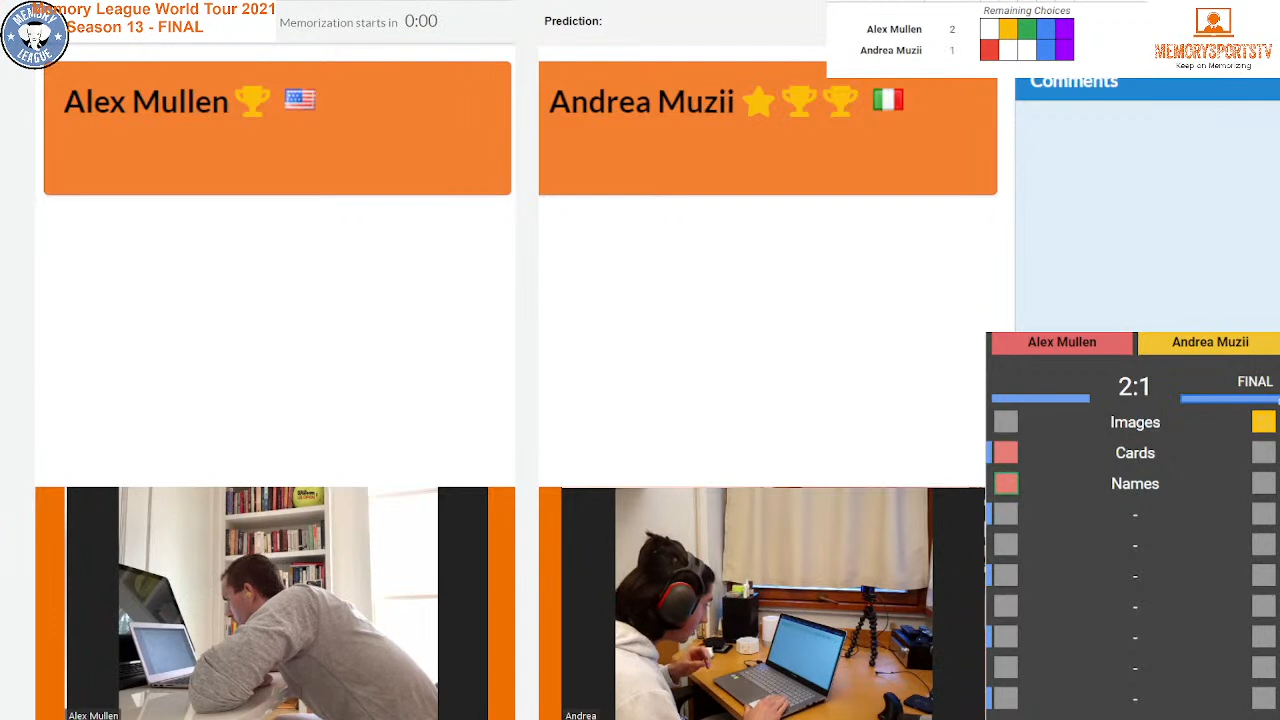 Memory League World Tour 2021
Season 13 - FINAL
MEMORY
LEAGUE
Memorization starts in 0:00
Prediction:
Remaining Choices
Alex Mullen 2
Andrea Muzii 1
MEMORYSPORTSTV
Keep on Memorizing
Alex Mullen
Andrea Muzii
Comments
Alex Mullen
Andrea Muzii
2:1
FINAL
Images
Cards
Names
-
-
-
-
-
-
-
Alex Mullen
Andrea